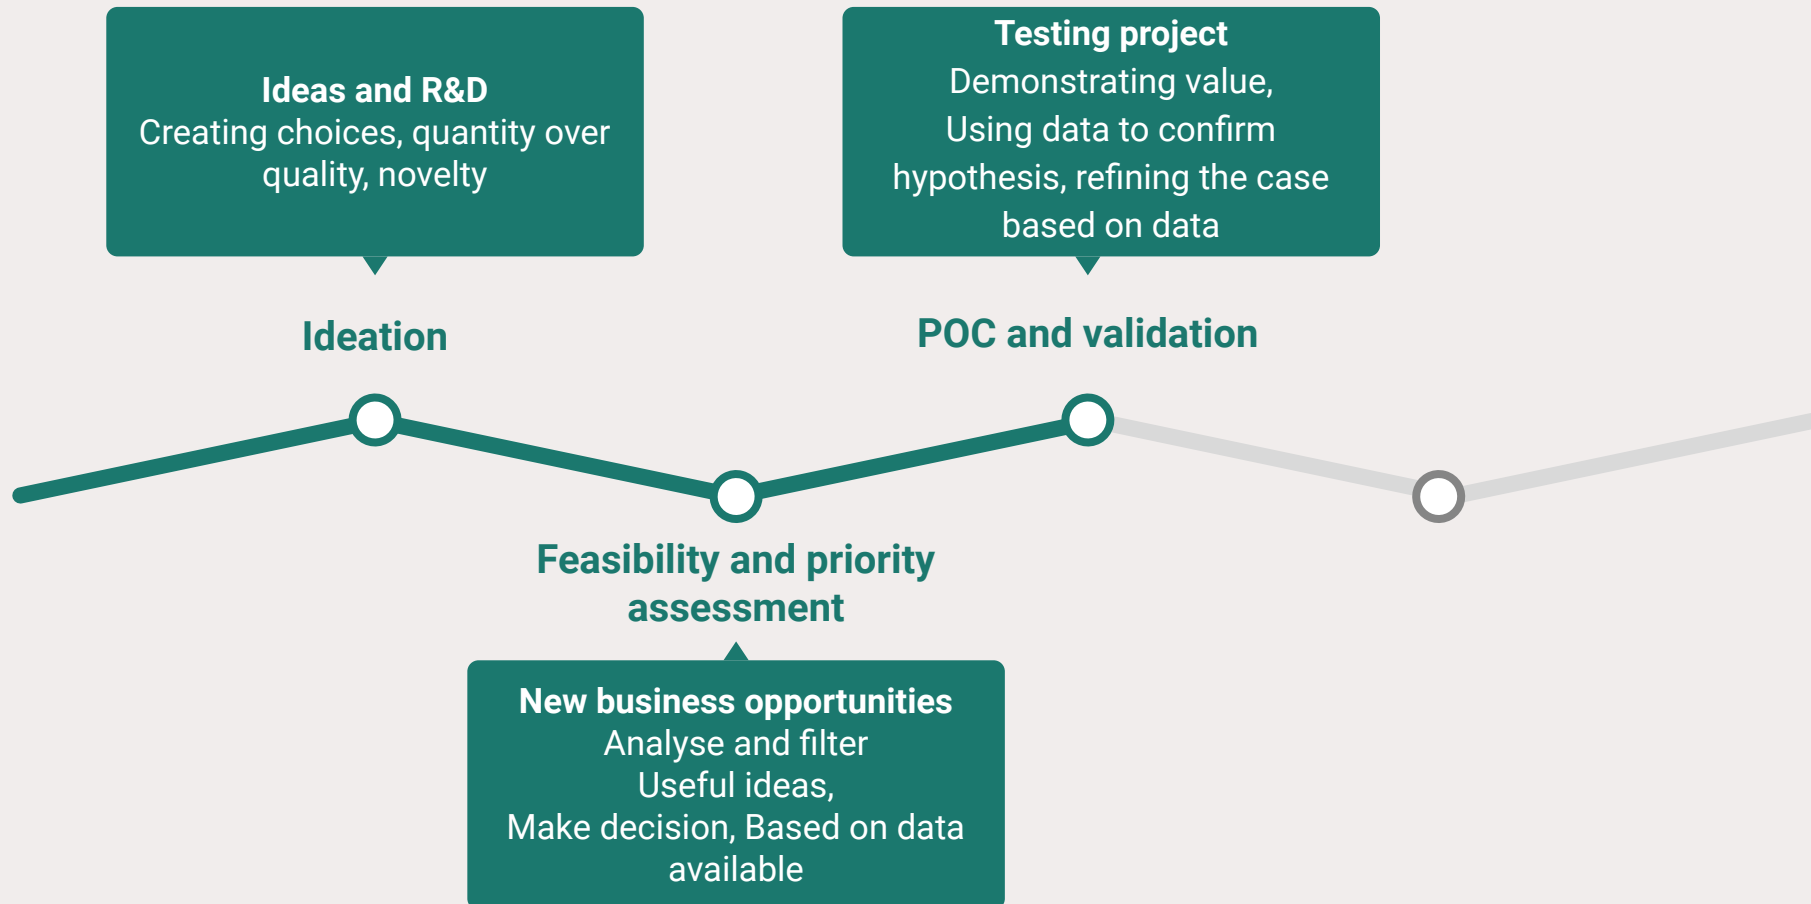 Ideas and R&D
Creating choices, quantity over
quality, novelty
Testing project
Demonstrating value,
Using data to confirm
hypothesis, refining the case
based on data
Ideation
POC and validation
Feasibility and priority
assessment
New business opportunities
Analyse and filter
Useful ideas,
Make decision, Based on data
available